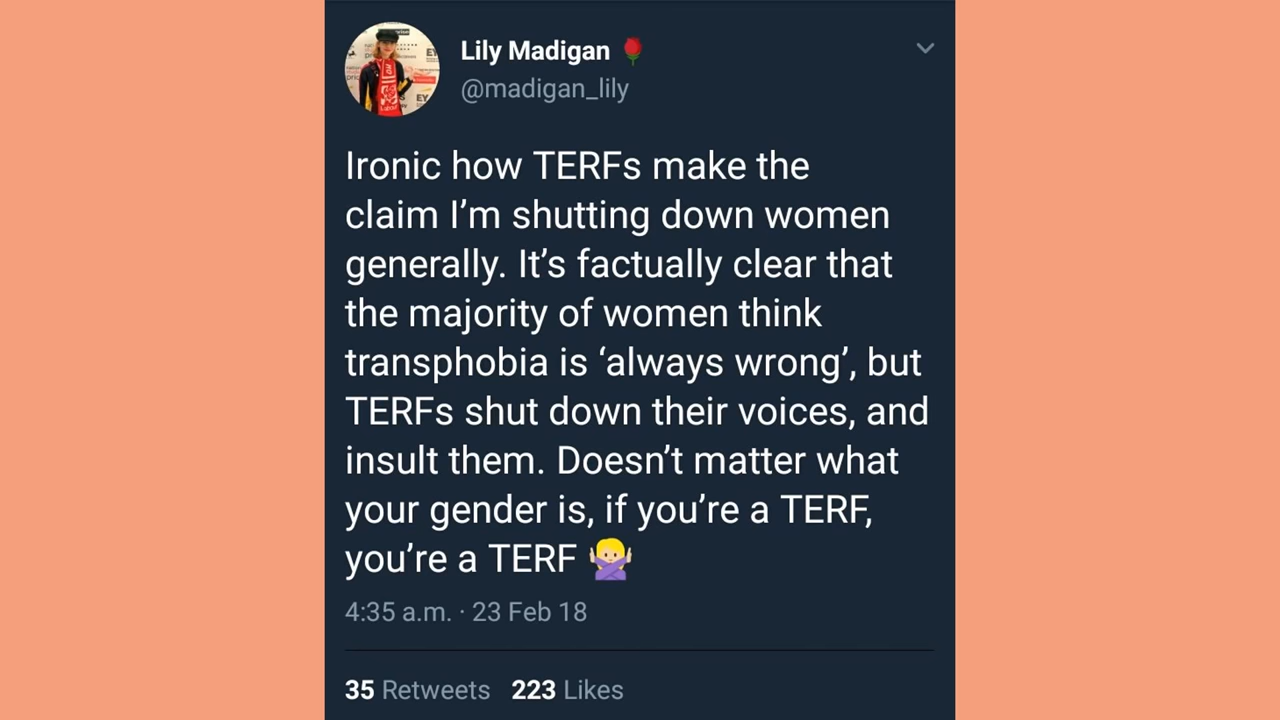 Lily Madigan 🌹
@madigan_lily
Ironic how TERFs make the
claim I’m shutting down women
generally. It’s factually clear that
the majority of women think
transphobia is ‘always wrong’, but
TERFs shut down their voices, and
insult them. Doesn’t matter what
your gender is, if you’re a TERF,
you’re a TERF 🙅🏼
4:35 a.m. · 23 Feb 18
35 Retweets 223 Likes